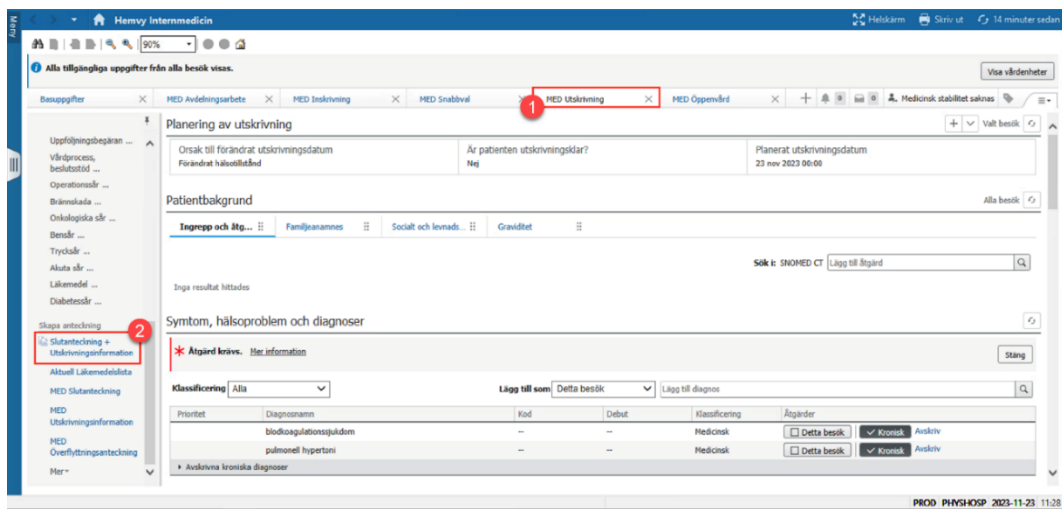 Meny
Hemvy Internmedicin
Helskärm Skriv ut 14 minuter sedan
90%
Alla tillgängliga uppgifter från alla besök visas.
Visa vårdenheter
Basuppgifter MED Avdelningsarbete MED Inskrivning MED Snabbval MED Utskrivning MED Öppenvård 0 0 Medicinsk stabilitet saknas
1
Uppföljningsbegäran ...
Vårdprocess,
beslutsstöd ...
Operationssår ...
Brännskada ...
Onkologiska sår ...
Bensår ...
Trycksår ...
Akuta sår ...
Läkemedel ...
Diabetessår ...
Skapa anteckning
2
Slutanteckning +
Utskrivningsinformation
Aktuell Läkemedelslista
MED Slutanteckning
MED
Utskrivningsinformation
MED
Överflyttningsanteckning
Mer
Planering av utskrivning
Valt besök
Orsak till förändrat utskrivningsdatum Är patienten utskrivningsklar? Planerat utskrivningsdatum
Förändrat hälsotillstånd Nej 23 nov 2023 00:00
Patientbakgrund
Alla besök
Ingrepp och åtg... Familjeanamnes Socialt och levnads... Graviditet
Sök i: SNOMED CT Lägg till åtgärd
Inga resultat hittades
Symtom, hälsoproblem och diagnoser
Åtgärd krävs. Mer information
Stäng
Klassificering Alla Lägg till som Detta besök Lägg till diagnos
Prioritet Diagnosnamn Kod Debut Klassificering Åtgärder
blodkoagulationssjukdom -- -- Medicinsk Detta besök Kronisk Avskriv
pulmonell hypertoni -- -- Medicinsk Detta besök Kronisk Avskriv
Avskrivna kroniska diagnoser
PROD PHYSHOSP 2023-11-23 11:28